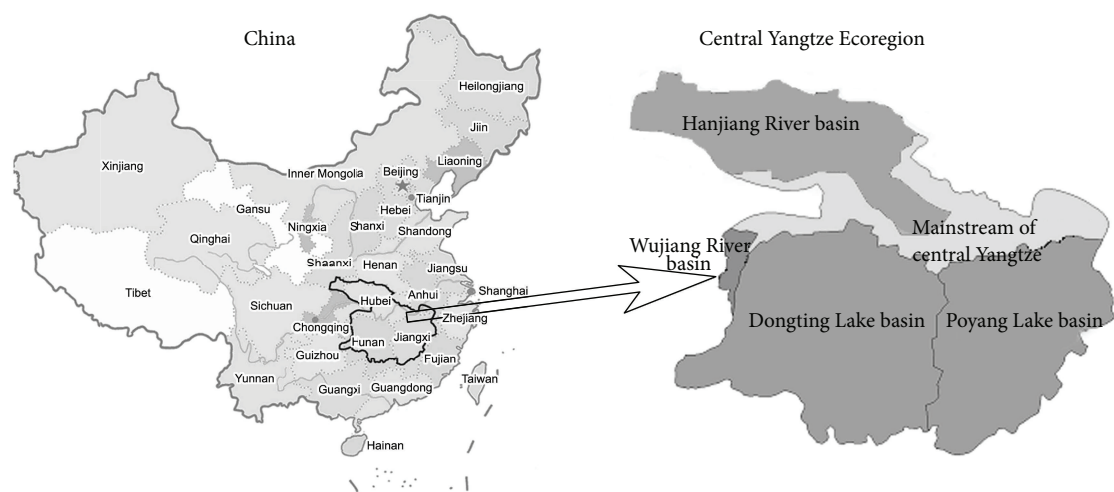 China
Central Yangtze Ecoregion
Heilongjiang
Jiin
Liaoning
Xinjiang
Inner Mongolia
Beijing
Tianjin
Gansu
Hebei
Ningxia
Shanxi
Shandong
Qinghai
Shaanxi
Henan
Jiangsu
Tibet
Sichuan
Hubei
Anhui
Shanghai
Chongqing
Zhejiang
Hunan
Jiangxi
Guizhou
Fujian
Yunnan
Guangxi
Guangdong
Taiwan
Hainan
Hanjiang River basin
Mainstream of
central Yangtze
Wujiang River
basin
Dongting Lake basin
Poyang Lake basin